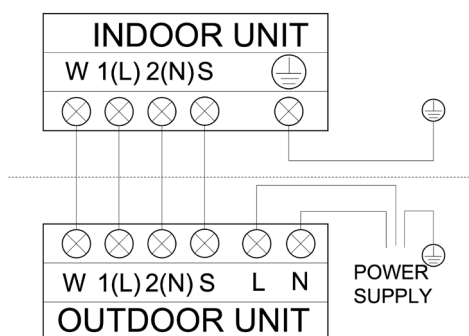 INDOOR UNIT
W 1(L) 2(N) S
W 1(L) 2(N) S L N
OUTDOOR UNIT
POWER
SUPPLY